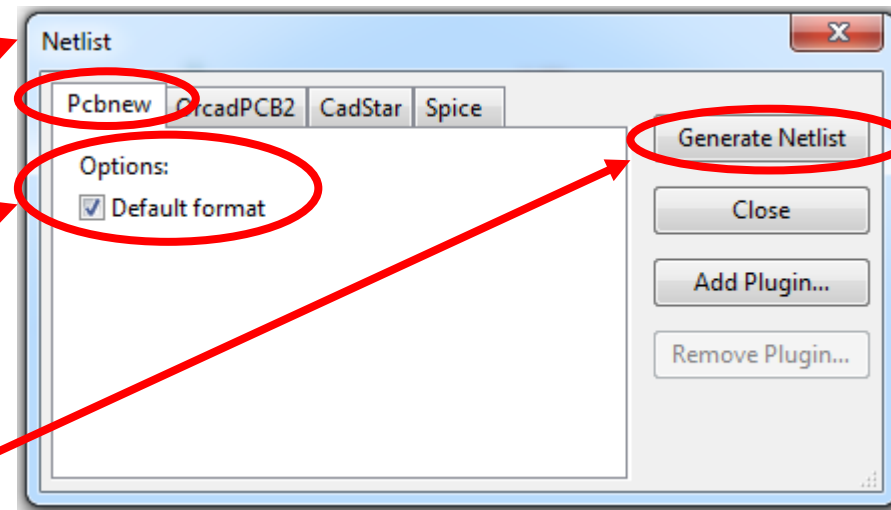 Netlist
Pcbnew OrcadPCB2 CadStar Spice
Options:
Default format
Generate Netlist
Close
Add Plugin...
Remove Plugin...